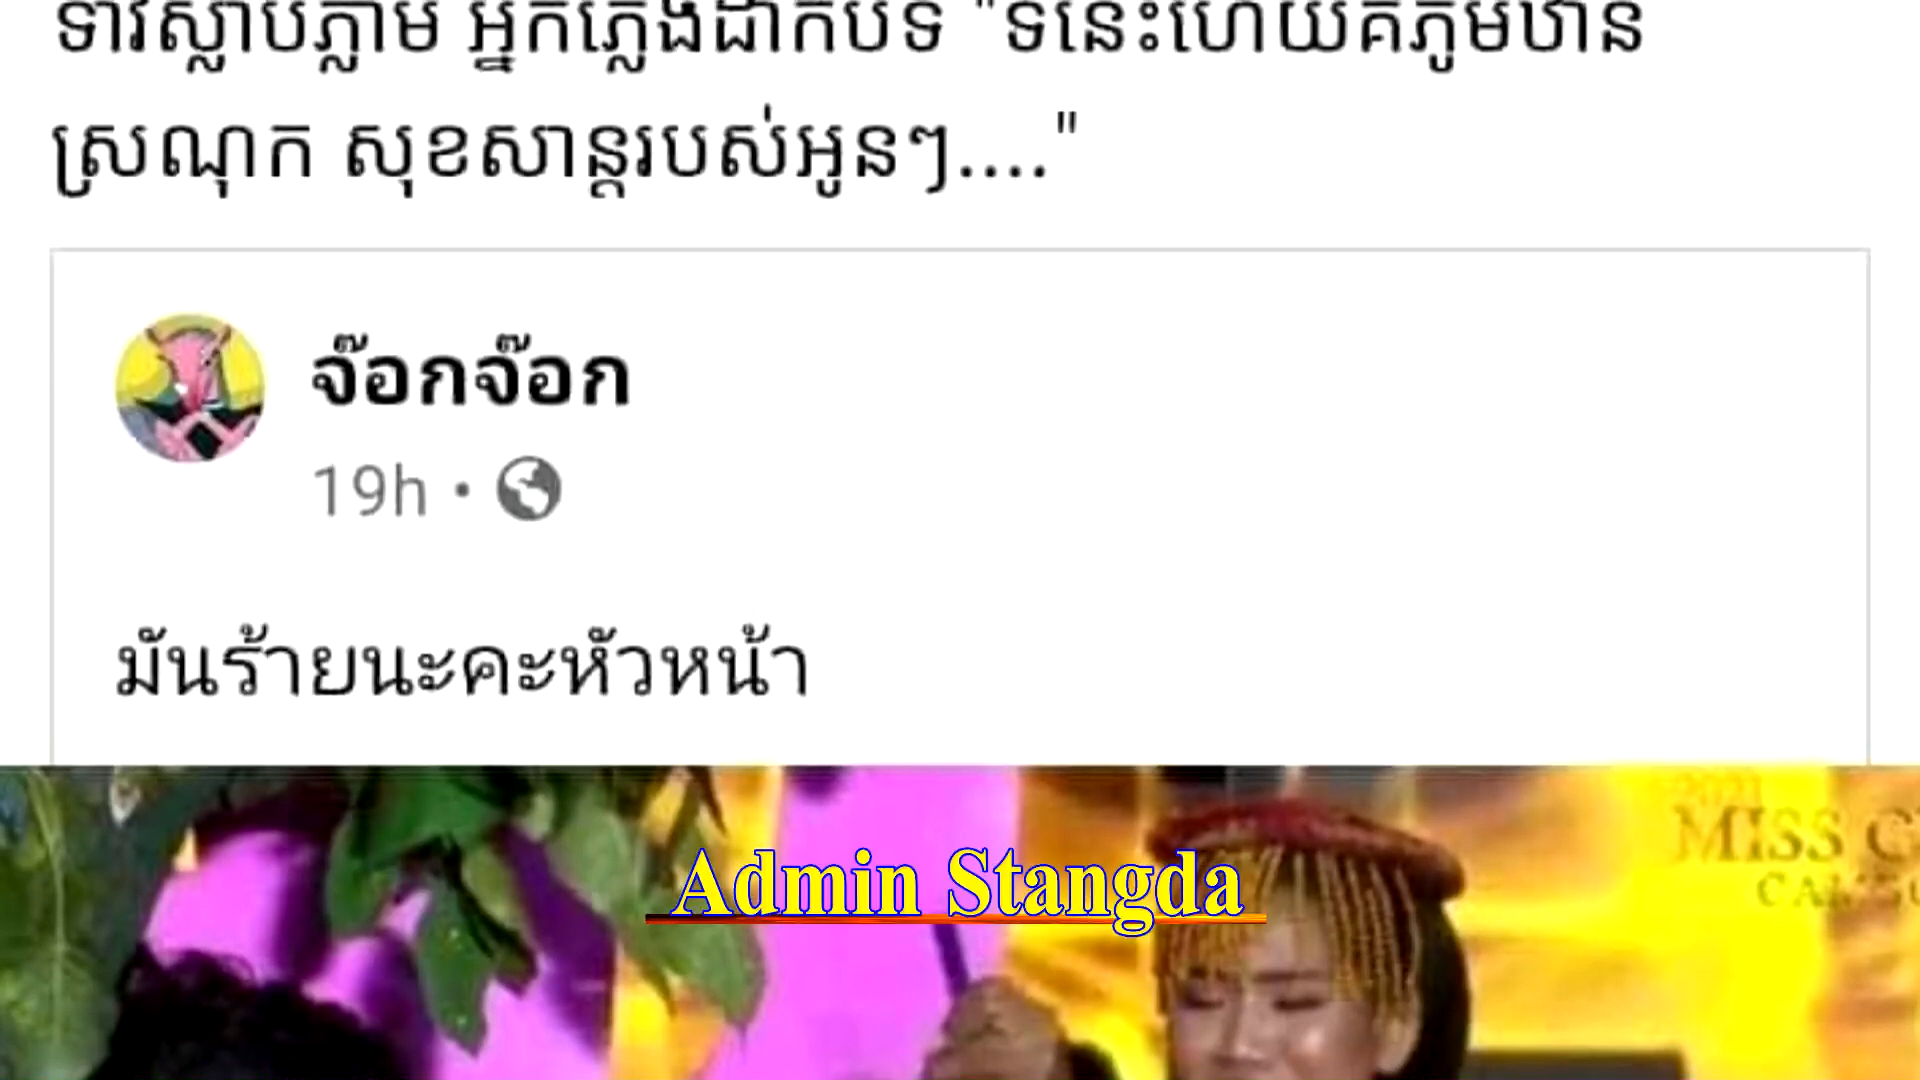 ទាវស្លាប់ភ្លាម អ្នកភ្លេងដាក់បទ "ទីនេះហើយគឺភូមិឋាន
ស្រណុក សុខសាន្តរបស់អូនៗ...."
จ๊อกจ๊อก
19h •
มันร้ายนะคะหัวหน้า
Admin Stangda
2021
MISS